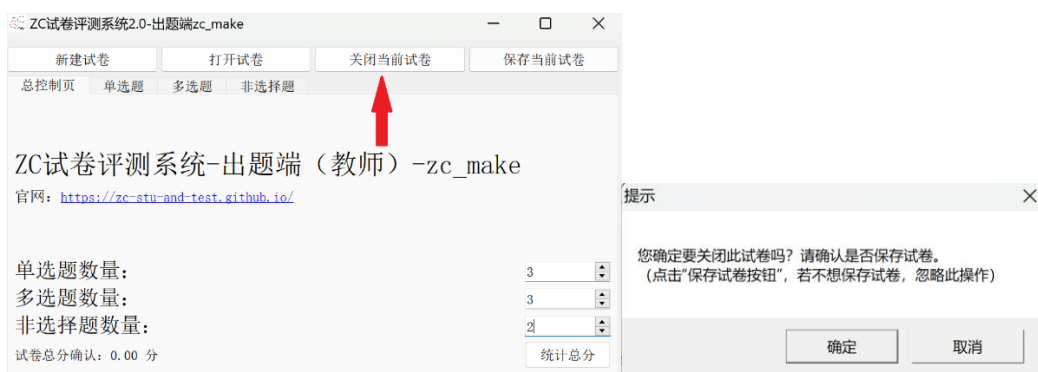 ZC试卷评测系统2.0-出题端zc_make
新建试卷 打开试卷 关闭当前试卷 保存当前试卷
总控制页 单选题 多选题 非选择题
ZC试卷评测系统-出题端（教师）-zc_make
官网：https://zc-stu-and-test.github.io/
单选题数量： 3
多选题数量： 3
非选择题数量： 2
试卷总分确认：0.00 分 统计总分
提示
您确定要关闭此试卷吗？请确认是否保存试卷。
（点击“保存试卷按钮”，若不想保存试卷，忽略此操作）
确定 取消